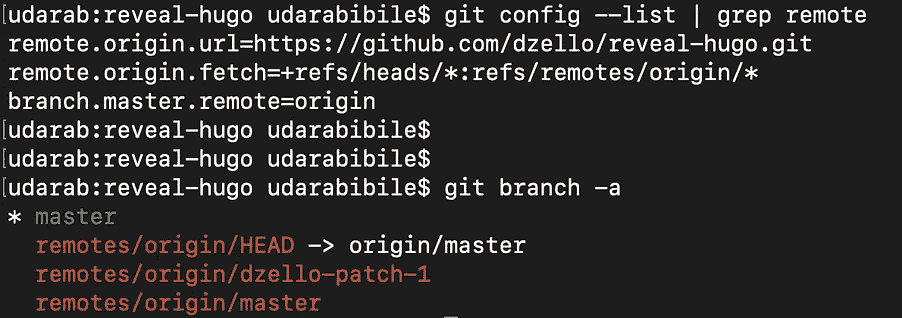 udarab:reveal-hugo udarabibile$ git config --list | grep remote
remote.origin.url=https://github.com/dzello/reveal-hugo.git
remote.origin.fetch=+refs/heads/*:refs/remotes/origin/*
branch.master.remote=origin
[udarab:reveal-hugo udarabibile$
[udarab:reveal-hugo udarabibile$
[udarab:reveal-hugo udarabibile$ git branch -a
* master
  remotes/origin/HEAD -> origin/master
  remotes/origin/dzello-patch-1
  remotes/origin/master